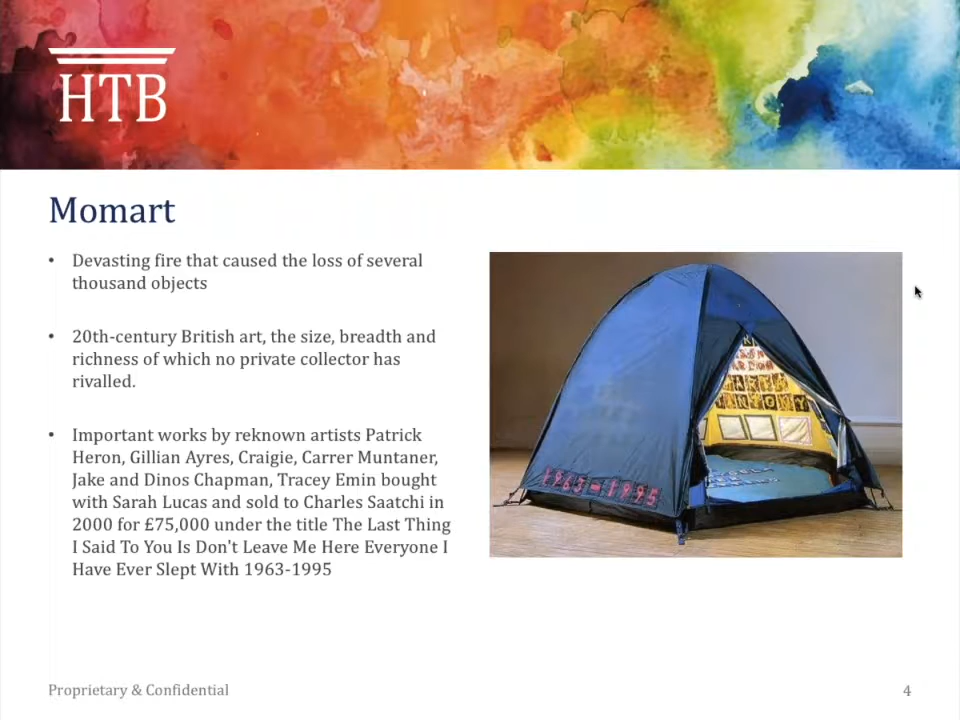 HTB
Momart
• Devasting fire that caused the loss of several
thousand objects
• 20th-century British art, the size, breadth and
richness of which no private collector has
rivalled.
• Important works by reknown artists Patrick
Heron, Gillian Ayres, Craigie, Carrer Muntaner,
Jake and Dinos Chapman, Tracey Emin bought
with Sarah Lucas and sold to Charles Saatchi in
2000 for £75,000 under the title The Last Thing
I Said To You Is Don't Leave Me Here Everyone I
Have Ever Slept With 1963-1995
1963-1995
Proprietary & Confidential
4